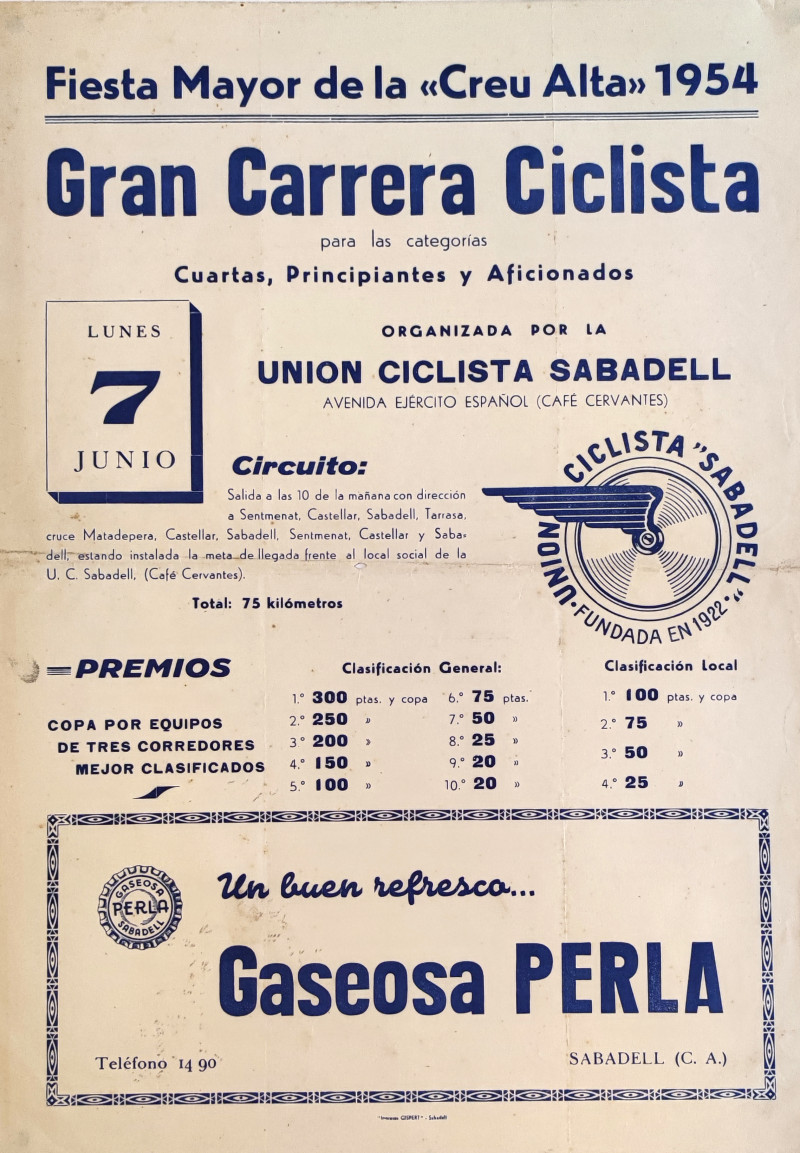 Fiesta Mayor de la «Creu Alta» 1954
Gran Carrera Ciclista
para las categorías
Cuartas, Principiantes y Aficionados
LUNES
7
JUNIO
ORGANIZADA POR LA
UNION CICLISTA SABADELL
AVENIDA EJÉRCITO ESPAÑOL (CAFÉ CERVANTES)
Circuito:
Salida a las 10 de la mañana con dirección
a Sentmenat, Castellar, Sabadell, Tarrasa,
cruce Matadepera, Castellar, Sabadell, Sentmenat, Castellar y Saba-
dell, estando instalada la meta de llegada frente al local social de la
U. C. Sabadell, (Café Cervantes).
Total: 75 kilómetros
UNION CICLISTA "SABADELL"
· FUNDADA EN 1922 ·
PREMIOS
COPA POR EQUIPOS
DE TRES CORREDORES
MEJOR CLASIFICADOS
Clasificación General:
1.º 300 ptas. y copa 6.º 75 ptas.
2.º 250 » 7.º 50 »
3º 200 » 8.º 25 »
4.º 150 » 9.º 20 »
5.º 100 » 10.º 20 »
Clasificación Local
1.º 100 ptas. y copa
2.º 75 »
3.º 50 »
4.º 25 »
GASEOSA
PERLA
SABADELL
Un buen refresco...
Gaseosa PERLA
Teléfono 14 90
SABADELL (C. A.)
GISPERT" - Sabadell